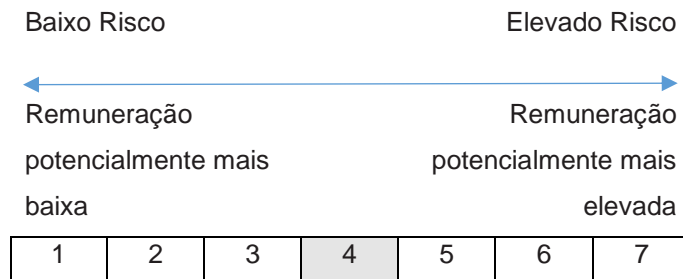 Baixo Risco Elevado Risco
Remuneração Remuneração
potencialmente mais potencialmente mais
baixa elevada
1 2 3 4 5 6 7